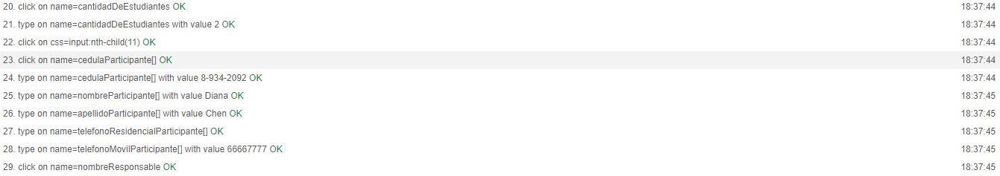 20. click on name=cantidadDeEstudiantes OK 18:37:44
21. type on name=cantidadDeEstudiantes with value 2 OK 18:37:44
22. click on css=input:nth-child(11) OK 18:37:44
23. click on name=cedulaParticipante[] OK 18:37:44
24. type on name=cedulaParticipante[] with value 8-934-2092 OK 18:37:44
25. type on name=nombreParticipante[] with value Diana OK 18:37:45
26. type on name=apellidoParticipante[] with value Chen OK 18:37:45
27. type on name=telefonoResidencialParticipante[] OK 18:37:45
28. type on name=telefonoMovilParticipante[] with value 66667777 OK 18:37:45
29. click on name=nombreResponsable OK 18:37:45